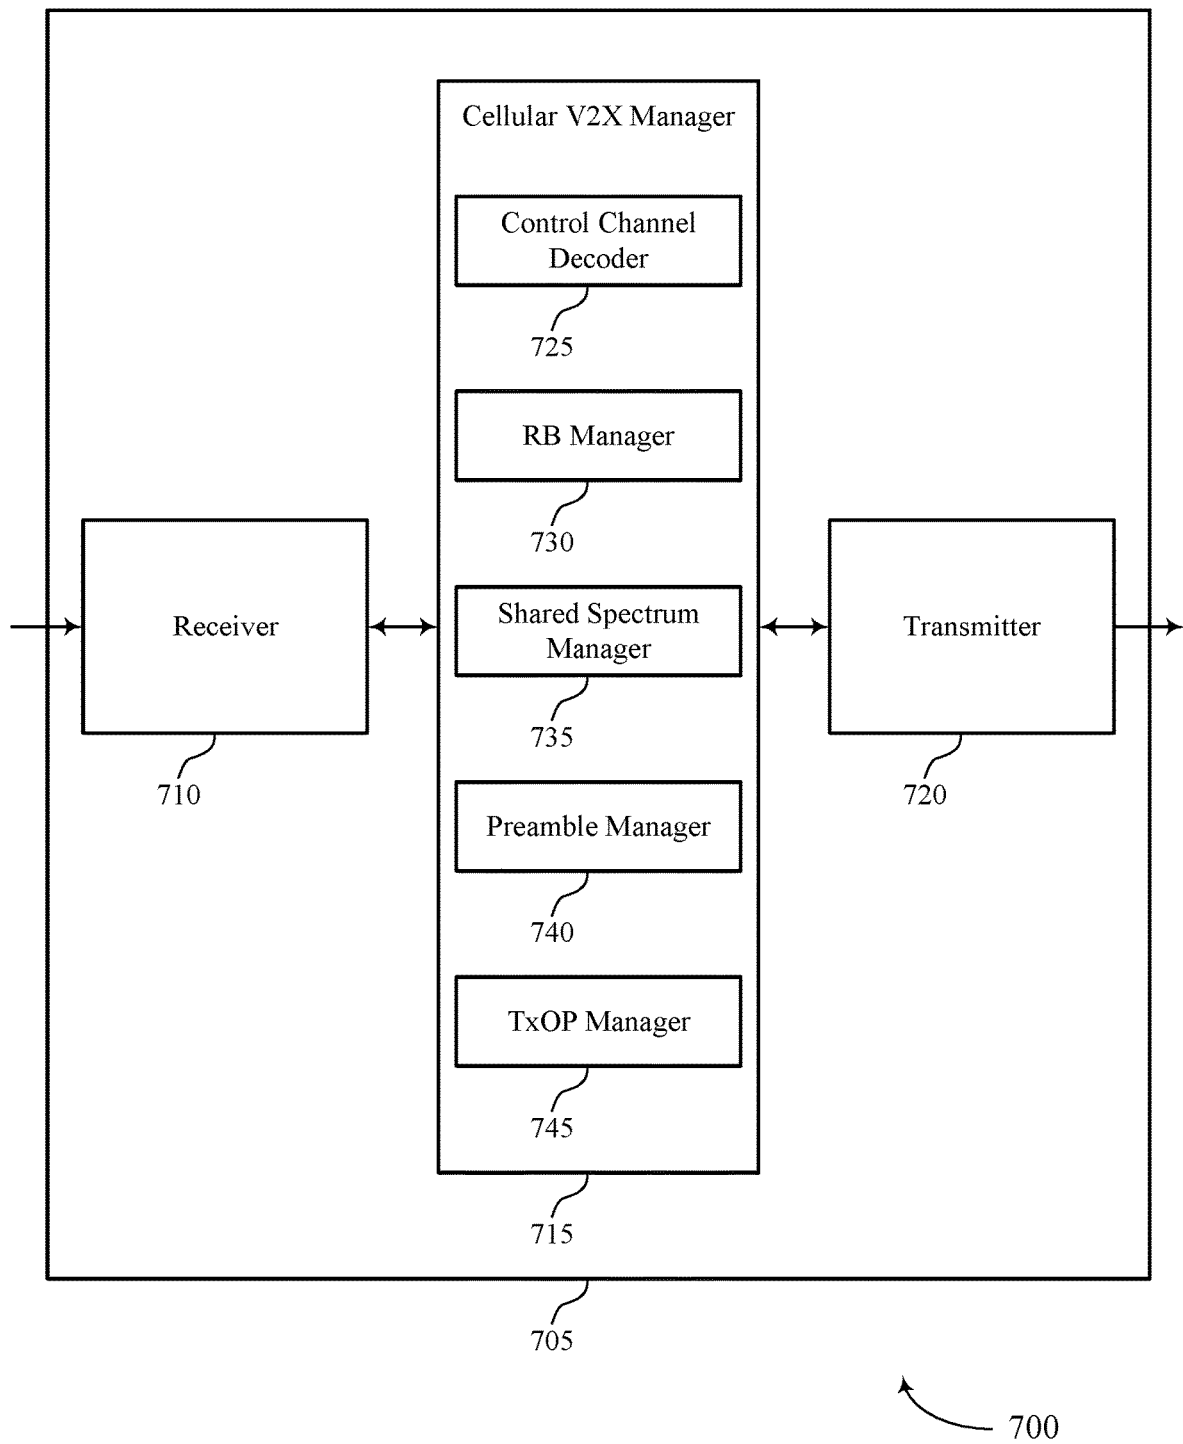 Cellular V2X Manager
Control Channel
Decoder
725
RB Manager
730
Receiver
710
Shared Spectrum
Manager
735
Transmitter
720
Preamble Manager
740
TxOP Manager
745
715
705
700